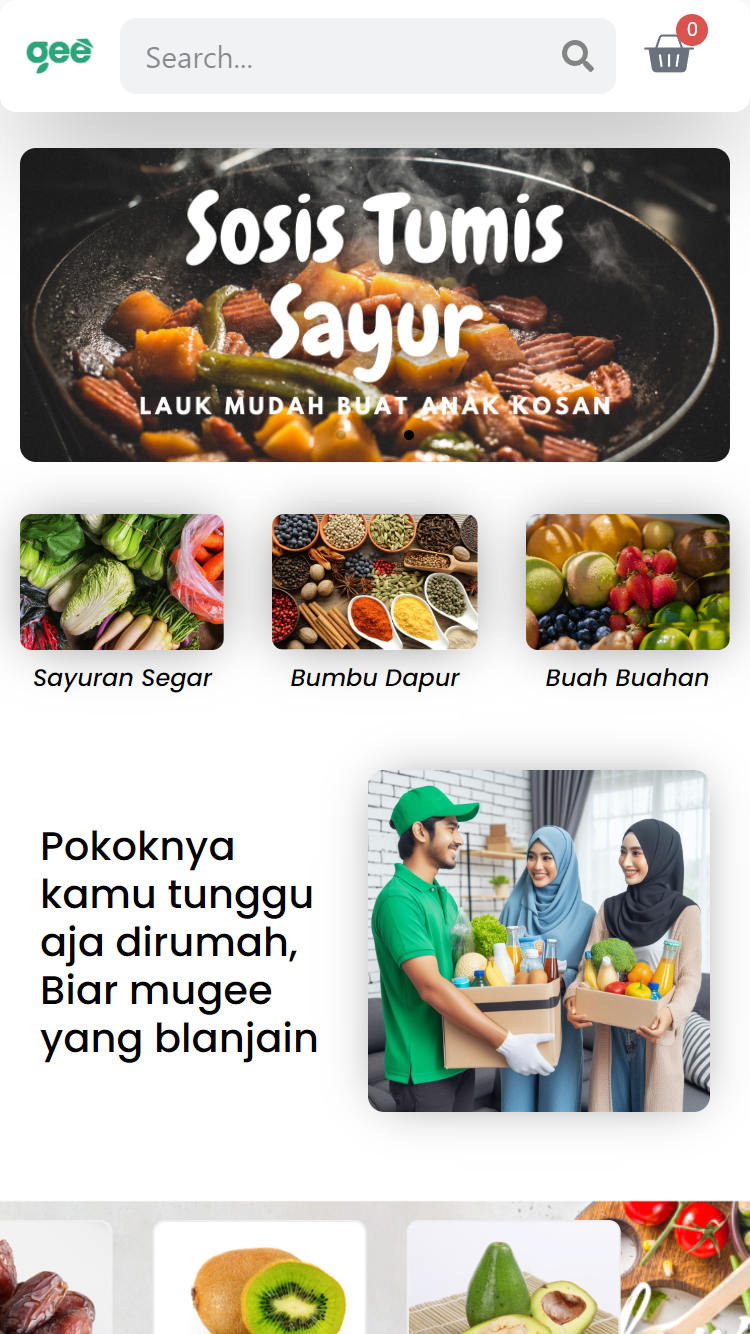 gee
Search...
0
Sosis Tumis
Sayur
LAUK MUDAH BUAT ANAK KOSAN
Sayuran Segar
Bumbu Dapur
Buah Buahan
Pokoknya
kamu tunggu
aja dirumah,
Biar mugee
yang blanjain